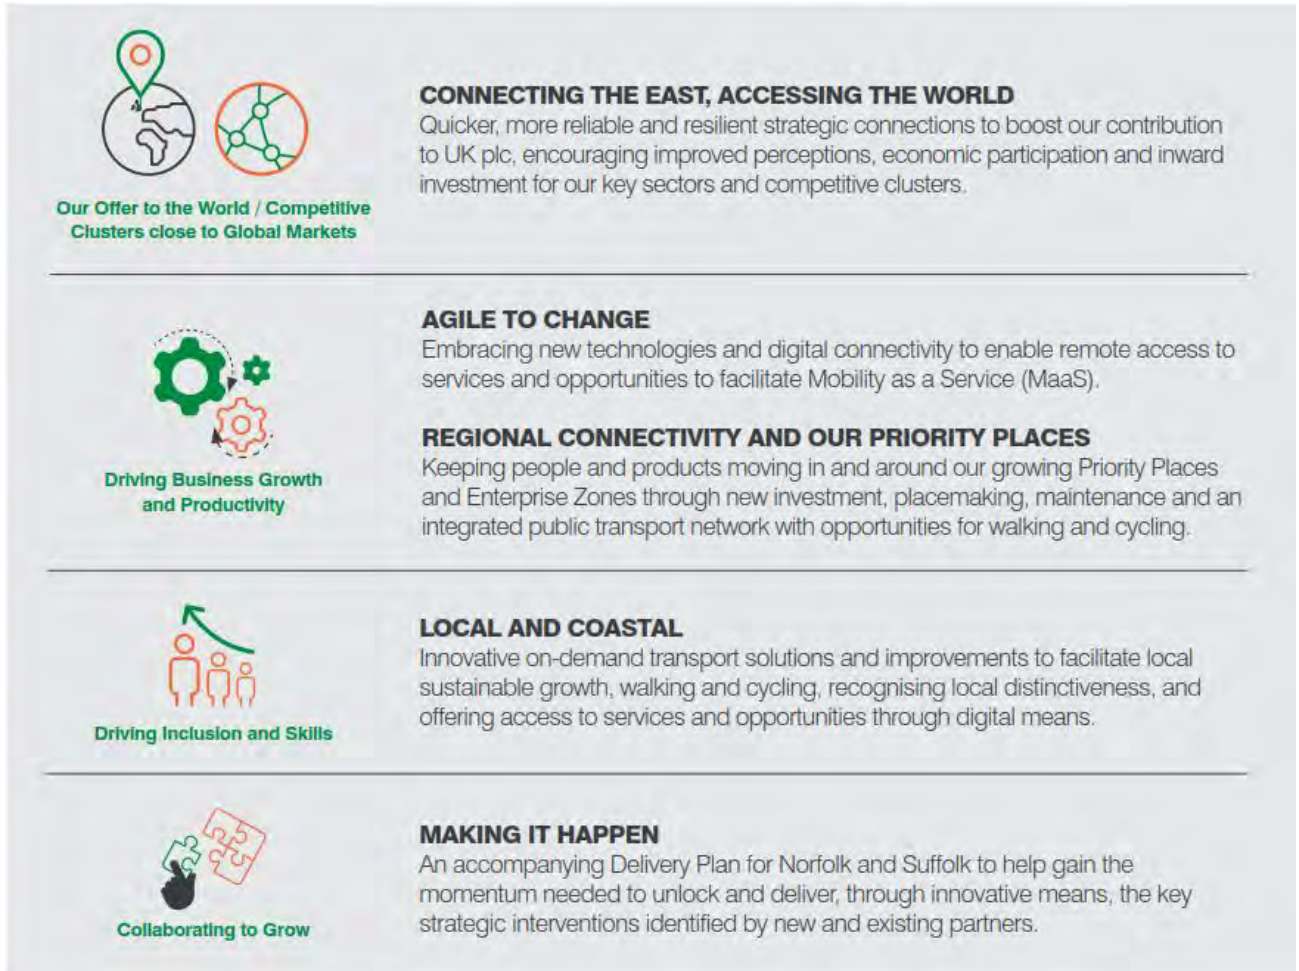 Our Offer to the World / Competitive
Clusters close to Global Markets
CONNECTING THE EAST, ACCESSING THE WORLD
Quicker, more reliable and resilient strategic connections to boost our contribution
to UK plc, encouraging improved perceptions, economic participation and inward
investment for our key sectors and competitive clusters.
Driving Business Growth
and Productivity
AGILE TO CHANGE
Embracing new technologies and digital connectivity to enable remote access to
services and opportunities to facilitate Mobility as a Service (MaaS).
REGIONAL CONNECTIVITY AND OUR PRIORITY PLACES
Keeping people and products moving in and around our growing Priority Places
and Enterprise Zones through new investment, placemaking, maintenance and an
integrated public transport network with opportunities for walking and cycling.
Driving Inclusion and Skills
LOCAL AND COASTAL
Innovative on-demand transport solutions and improvements to facilitate local
sustainable growth, walking and cycling, recognising local distinctiveness, and
offering access to services and opportunities through digital means.
Collaborating to Grow
MAKING IT HAPPEN
An accompanying Delivery Plan for Norfolk and Suffolk to help gain the
momentum needed to unlock and deliver, through innovative means, the key
strategic interventions identified by new and existing partners.